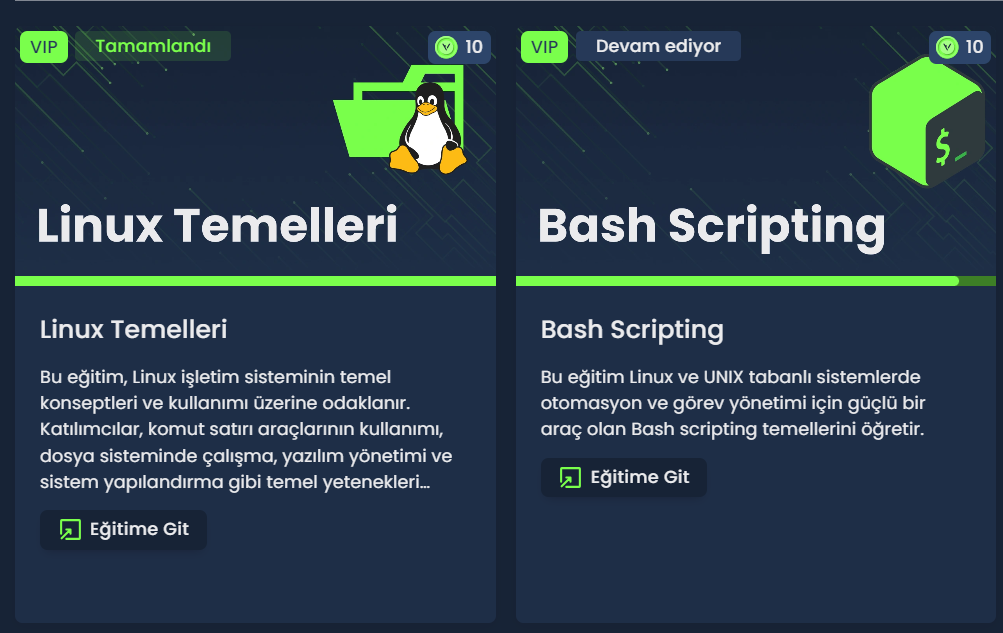 VIP
Tamamlandı
10
Linux Temelleri
Linux Temelleri
Bu eğitim, Linux işletim sisteminin temel
konseptleri ve kullanımı üzerine odaklanır.
Katılımcılar, komut satırı araçlarının kullanımı,
dosya sisteminde çalışma, yazılım yönetimi ve
sistem yapılandırma gibi temel yetenekleri...
Eğitime Git
VIP
Devam ediyor
10
$_
Bash Scripting
Bash Scripting
Bu eğitim Linux ve UNIX tabanlı sistemlerde
otomasyon ve görev yönetimi için güçlü bir
araç olan Bash scripting temellerini öğretir.
Eğitime Git